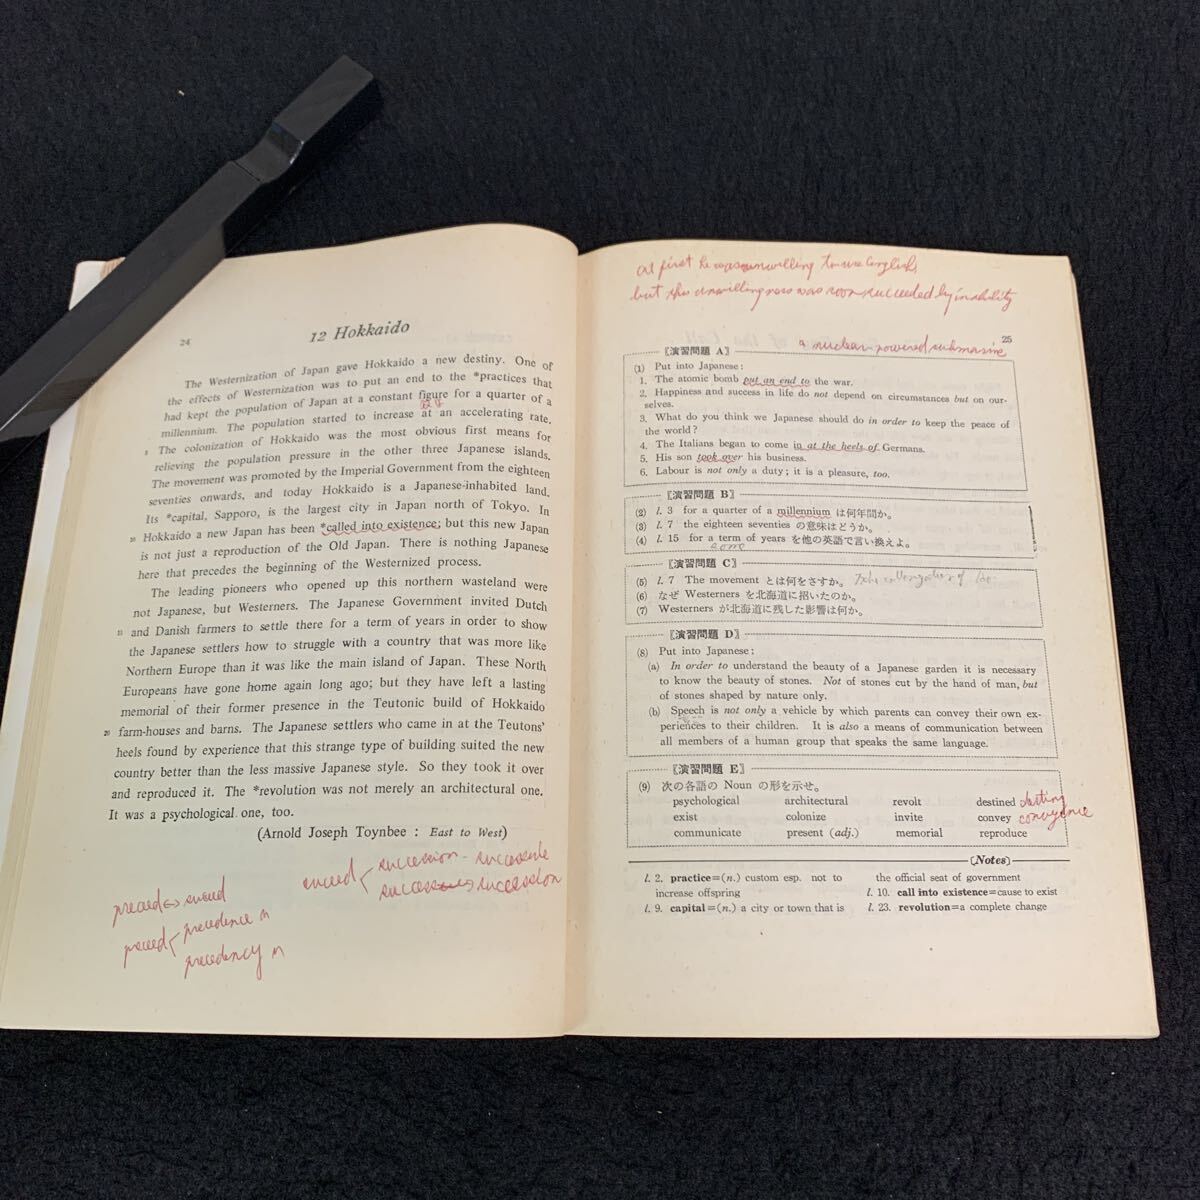 24
12 Hokkaido
The Westernization of Japan gave Hokkaido a new destiny. One of
the effects of Westernization was to put an end to the *practices that
had kept the population of Japan at a constant figure for a quarter of a
millennium. The population started to increase at an accelerating rate.
5 The colonization of Hokkaido was the most obvious first means for
relieving the population pressure in the other three Japanese islands.
The movement was promoted by the Imperial Government from the eighteen
seventies onwards, and today Hokkaido is a Japanese-inhabited land.
Its *capital, Sapporo, is the largest city in Japan north of Tokyo. In
10 Hokkaido a new Japan has been *called into existence; but this new Japan
is not just a reproduction of the Old Japan. There is nothing Japanese
here that precedes the beginning of the Westernized process.
The leading pioneers who opened up this northern wasteland were
not Japanese, but Westerners. The Japanese Government invited Dutch
15 and Danish farmers to settle there for a term of years in order to show
the Japanese settlers how to struggle with a country that was more like
Northern Europe than it was like the main island of Japan. These North
Europeans have gone home again long ago; but they have left a lasting
memorial of their former presence in the Teutonic build of Hokkaido
20 farm-houses and barns. The Japanese settlers who came in at the Teutons'
heels found by experience that this strange type of building suited the new
country better than the less massive Japanese style. So they took it over
and reproduced it. The *revolution was not merely an architectural one.
It was a psychological one, too.
(Arnold Joseph Toynbee : East to West)
succession
succession
precedence n
precedency n
at first he was unwilling to use English,
but this unwillingness was soon succeeded by inability
a nuclear-powered submarine
25
〖演習問題 A〗
(1) Put into Japanese :
1. The atomic bomb put an end to the war.
2. Happiness and success in life do not depend on circumstances but on our-
selves.
3. What do you think we Japanese should do in order to keep the peace of
the world ?
4. The Italians began to come in at the heels of Germans.
5. His son took over his business.
6. Labour is not only a duty ; it is a pleasure, too.
〖演習問題 B〗
(2) l. 3 for a quarter of a millennium は何年間か。
(3) l. 7 the eighteen seventies の意味はどうか。
(4) l. 15 for a term of years を他の英語で言い換えよ。
some
〖演習問題 C〗
(5) l. 7 The movement とは何をさすか。
(6) なぜ Westerners を北海道に招いたのか。
(7) Westerners が北海道に残した影響は何か。
〖演習問題 D〗
(8) Put into Japanese :
(a) In order to understand the beauty of a Japanese garden it is necessary
to know the beauty of stones. Not of stones cut by the hand of man, but
of stones shaped by nature only.
(b) Speech is not only a vehicle by which parents can convey their own ex-
periences to their children. It is also a means of communication between
all members of a human group that speaks the same language.
〖演習問題 E〗
(9) 次の各語の Noun の形を示せ。
psychological architectural revolt destined
exist colonize invite convey
communicate present (adj.) memorial reproduce
(Notes)
l. 2. practice=(n.) custom esp. not to
increase offspring
l. 9. capital=(n.) a city or town that is
the official seat of government
l. 10. call into existence=cause to exist
l. 23. revolution=a complete change